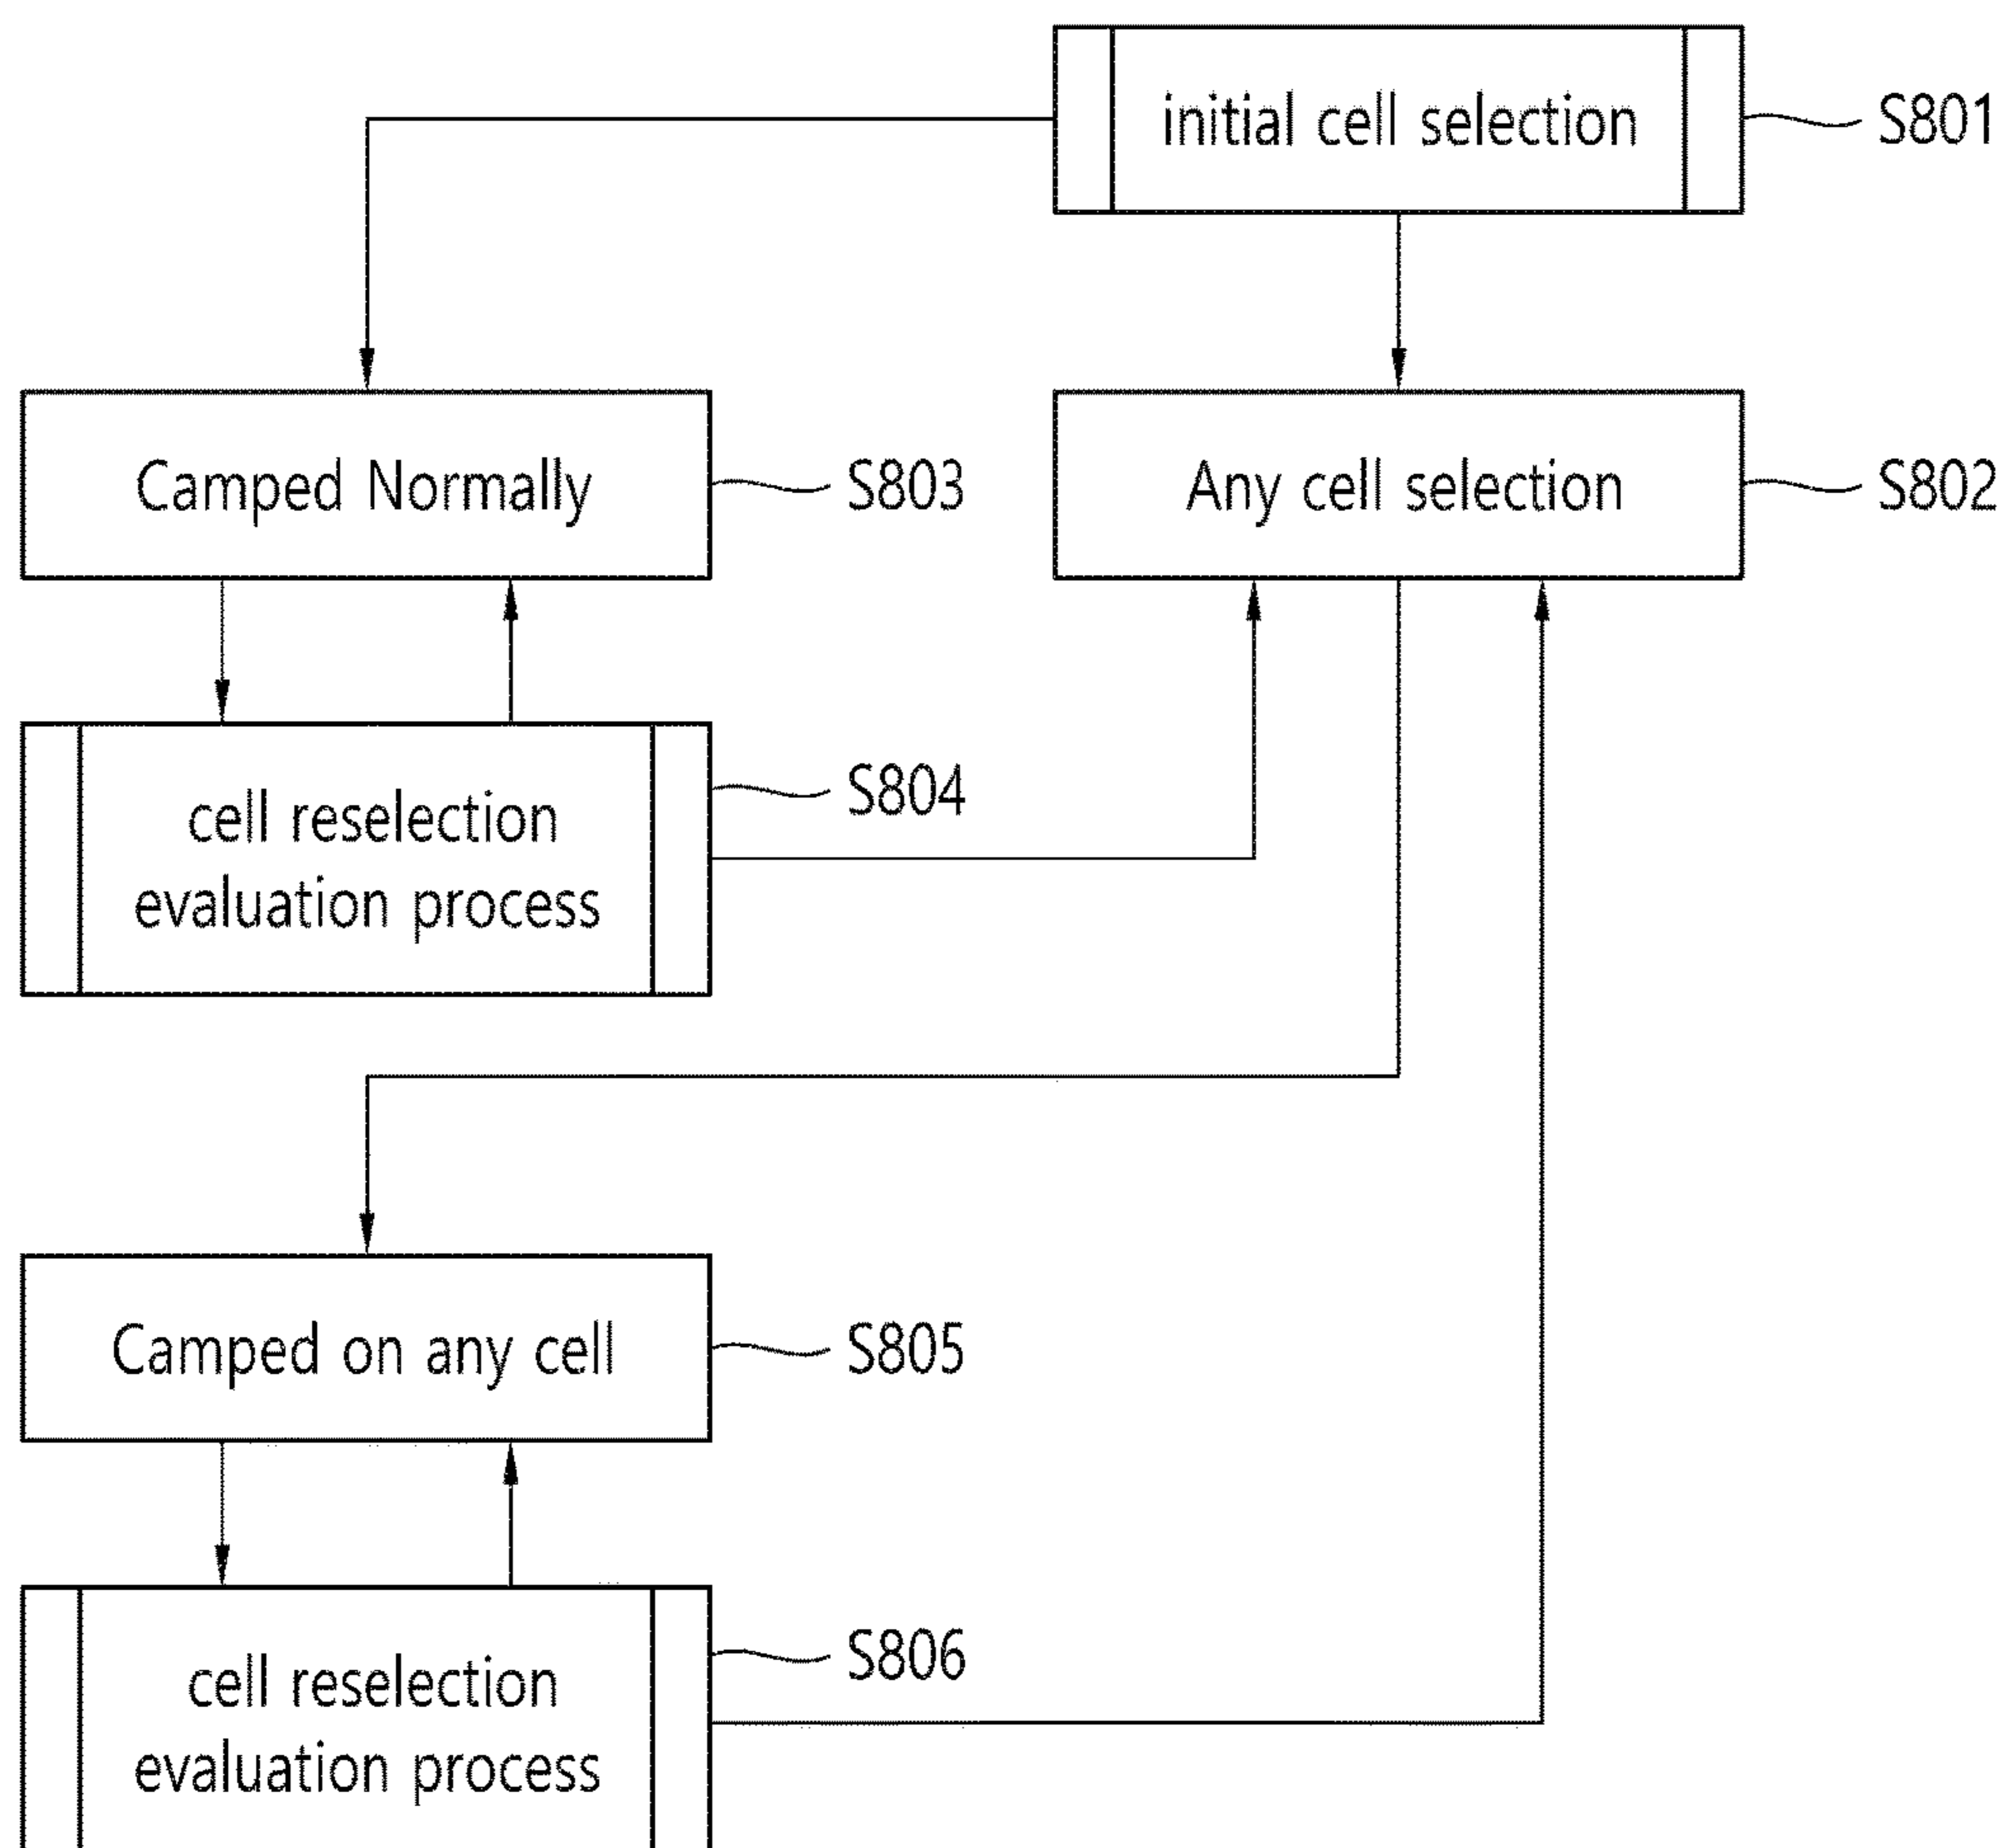 initial cell selection
S801
Camped Normally
S803
Any cell selection
S802
cell reselection
evaluation process
S804
Camped on any cell
S805
cell reselection
evaluation process
S806